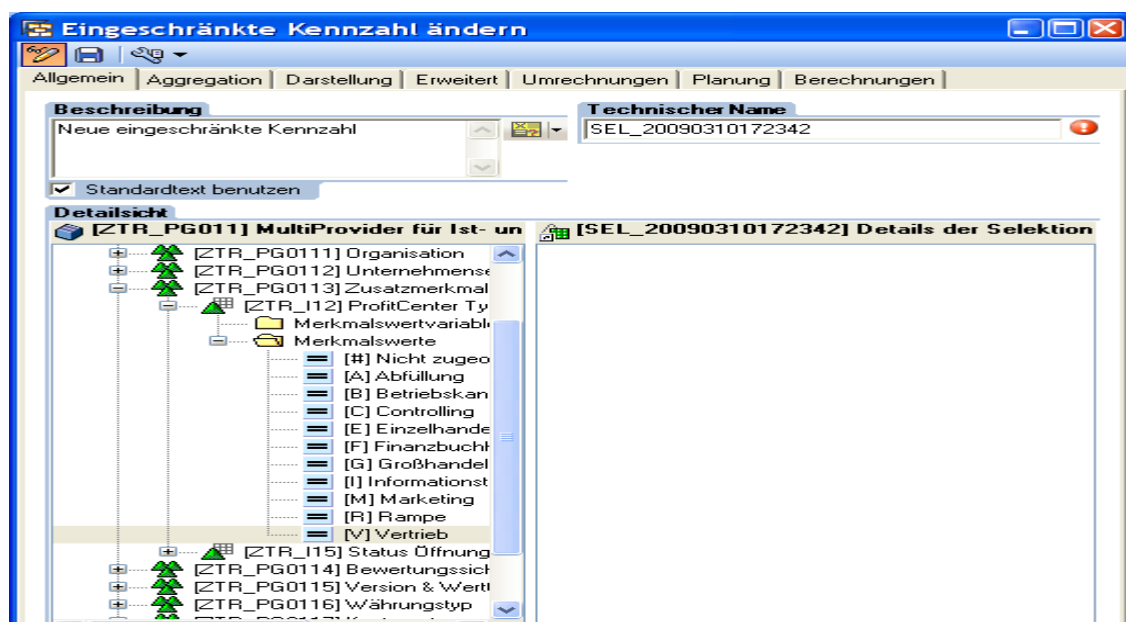 Eingeschränkte Kennzahl ändern
Allgemein Aggregation Darstellung Erweitert Umrechnungen Planung Berechnungen
Beschreibung Technischer Name
Neue eingeschränkte Kennzahl SEL_20090310172342
Standardtext benutzen
Detailsicht
[ZTR_PG011] MultiProvider für Ist- un [SEL_20090310172342] Details der Selektion
[ZTR_PG0111] Organisation
[ZTR_PG0112] Unternehmense
[ZTR_PG0113] Zusatzmerkmal
[ZTR_I12] ProfitCenter Ty
Merkmalswertvariable
Merkmalswerte
[#] Nicht zugeo
[A] Abfüllung
[B] Betriebskan
[C] Controlling
[E] Einzelhande
[F] Finanzbuchh
[G] Großhandel
[I] Informationst
[M] Marketing
[R] Rampe
[V] Vertrieb
[ZTR_I15] Status Öffnung
[ZTR_PG0114] Bewertungssich
[ZTR_PG0115] Version & Wertt
[ZTR_PG0116] Währungstyp